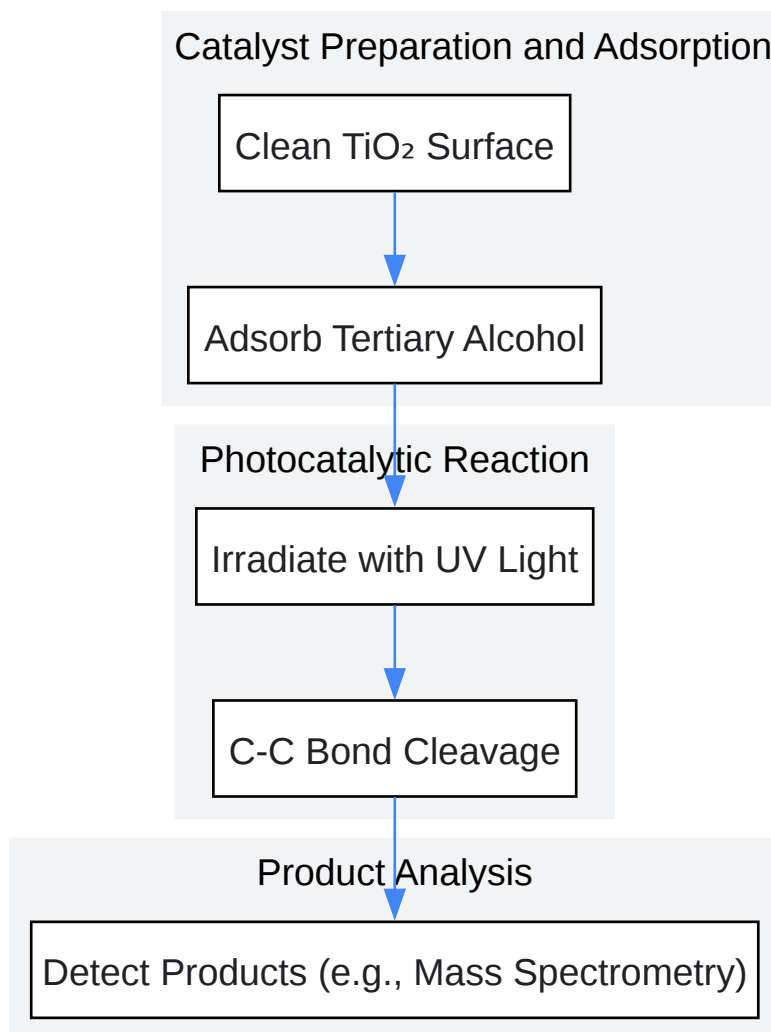 Catalyst Preparation and Adsorption
Clean TiO₂ Surface
Adsorb Tertiary Alcohol
Photocatalytic Reaction
Irradiate with UV Light
C-C Bond Cleavage
Product Analysis
Detect Products (e.g., Mass Spectrometry)